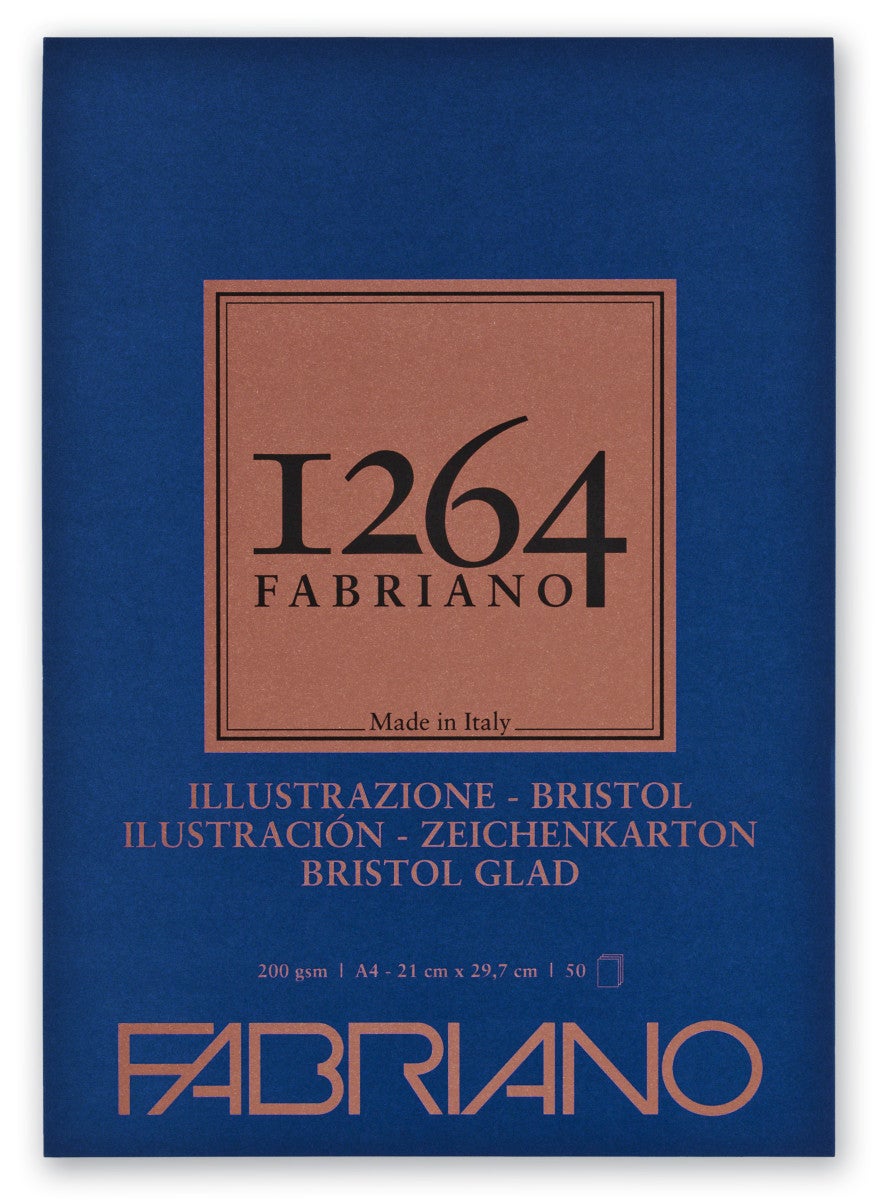 1264
FABRIANO
Made in Italy
ILLUSTRAZIONE - BRISTOL
ILUSTRACIÓN - ZEICHENKARTON
BRISTOL GLAD
200 gsm | A4 - 21 cm x 29,7 cm | 50
FABRIANO